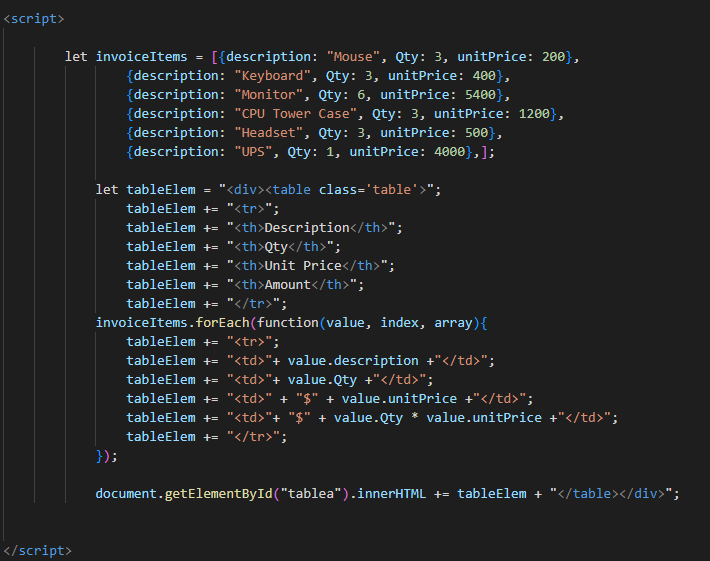 <script>
let invoiceItems = [{description: "Mouse", Qty: 3, unitPrice: 200},
{description: "Keyboard", Qty: 3, unitPrice: 400},
{description: "Monitor", Qty: 6, unitPrice: 5400},
{description: "CPU Tower Case", Qty: 3, unitPrice: 1200},
{description: "Headset", Qty: 3, unitPrice: 500},
{description: "UPS", Qty: 1, unitPrice: 4000},];
let tableElem = "<div><table class='table'>";
tableElem += "<tr>";
tableElem += "<th>Description</th>";
tableElem += "<th>Qty</th>";
tableElem += "<th>Unit Price</th>";
tableElem += "<th>Amount</th>";
tableElem += "</tr>";
invoiceItems.forEach(function(value, index, array){
tableElem += "<tr>";
tableElem += "<td>"+ value.description +"</td>";
tableElem += "<td>"+ value.Qty +"</td>";
tableElem += "<td>" + "$" + value.unitPrice +"</td>";
tableElem += "<td>"+ "$" + value.Qty * value.unitPrice +"</td>";
tableElem += "</tr>";
});
document.getElementById("tablea").innerHTML += tableElem + "</table></div>";
</script>